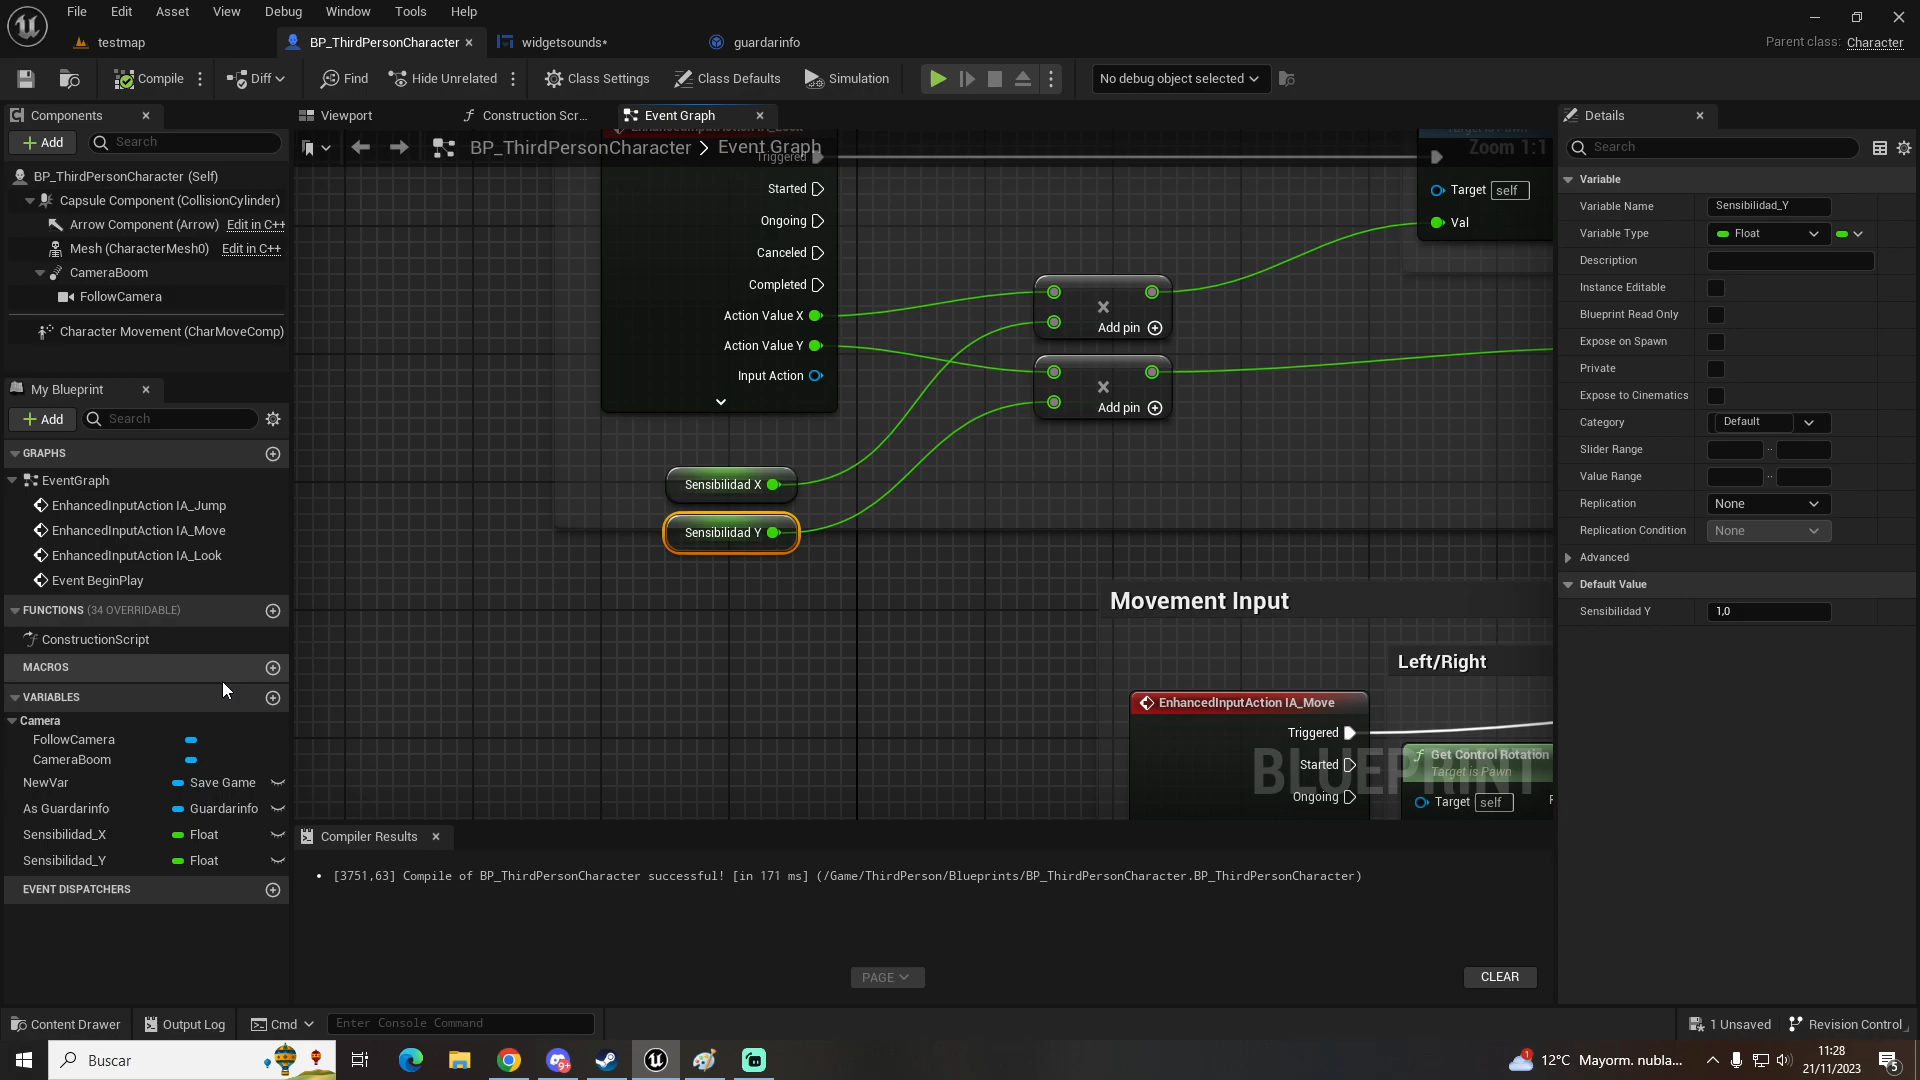 File Edit Asset View Debug Window Tools Help
testmap BP_ThirdPersonCharacter widgetsounds* guardarinfo
Parent class: Character
Compile Diff Find Hide Unrelated Class Settings Class Defaults Simulation No debug object selected
Components
Add Search
BP_ThirdPersonCharacter (Self)
Capsule Component (CollisionCylinder)
Arrow Component (Arrow) Edit in C++
Mesh (CharacterMesh0) Edit in C++
CameraBoom
FollowCamera
Character Movement (CharMoveComp)
My Blueprint
Add Search
GRAPHS
EventGraph
EnhancedInputAction IA_Jump
EnhancedInputAction IA_Move
EnhancedInputAction IA_Look
Event BeginPlay
FUNCTIONS (34 OVERRIDABLE)
ConstructionScript
MACROS
VARIABLES
Camera
FollowCamera
CameraBoom
NewVar Save Game
As Guardarinfo Guardarinfo
Sensibilidad_X Float
Sensibilidad_Y Float
EVENT DISPATCHERS
Viewport Construction Scr... Event Graph
BP_ThirdPersonCharacter > Event Graph
Zoom 1:1
Triggered
Started
Ongoing
Canceled
Completed
Action Value X
Action Value Y
Input Action
Target self
Val
Add pin
Add pin
Sensibilidad X
Sensibilidad Y
Movement Input
Left/Right
EnhancedInputAction IA_Move
Triggered
Started
Ongoing
Get Control Rotation
Target is Pawn
Target self
BLUEPRINT
Compiler Results
[3751,63] Compile of BP_ThirdPersonCharacter successful! [in 171 ms] (/Game/ThirdPerson/Blueprints/BP_ThirdPersonCharacter.BP_ThirdPersonCharacter)
PAGE
CLEAR
Details
Search
Variable
Variable Name Sensibilidad_Y
Variable Type Float
Description
Instance Editable
Blueprint Read Only
Expose on Spawn
Private
Expose to Cinematics
Category Default
Slider Range ..
Value Range ..
Replication None
Replication Condition None
Advanced
Default Value
Sensibilidad Y 1,0
Content Drawer Output Log Cmd Enter Console Command 1 Unsaved Revision Control
Buscar
9+
1
12°C Mayorm. nubla...
11:28
21/11/2023
5